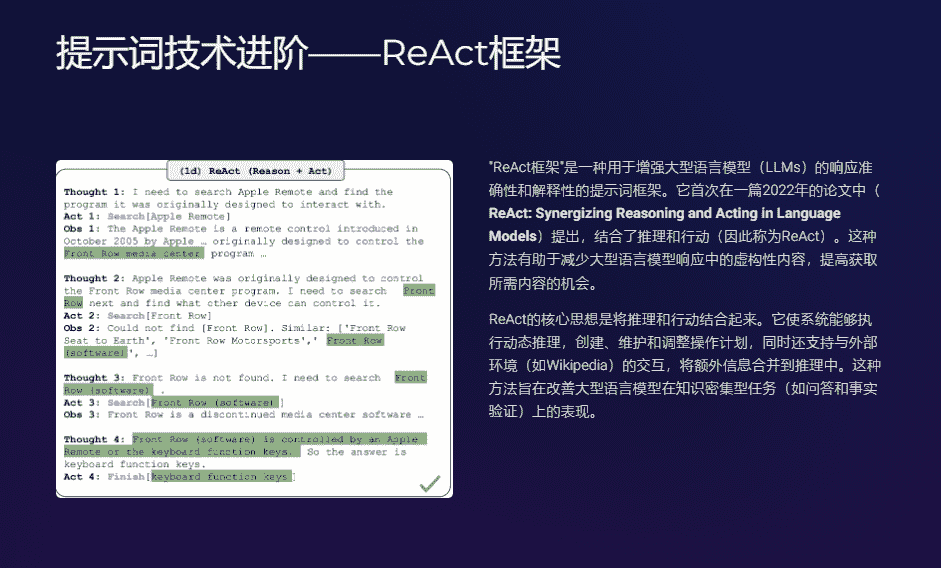 提示词技术进阶——ReAct框架
(1d) ReAct (Reason + Act)
Thought 1: I need to search Apple Remote and find the
program it was originally designed to interact with.
Act 1: Search[Apple Remote]
Obs 1: The Apple Remote is a remote control introduced in
October 2005 by Apple … originally designed to control the
Front Row media center program …
Thought 2: Apple Remote was originally designed to control
the Front Row media center program. I need to search Front
Row next and find what other device can control it.
Act 2: Search[Front Row]
Obs 2: Could not find [Front Row]. Similar: ['Front Row
Seat to Earth', 'Front Row Motorsports', 'Front Row
(software)', …]
Thought 3: Front Row is not found. I need to search Front
Row (software) .
Act 3: Search[Front Row (software)]
Obs 3: Front Row is a discontinued media center software …
Thought 4: Front Row (software) is controlled by an Apple
Remote or the keyboard function keys. So the answer is
keyboard function keys.
Act 4: Finish[keyboard function keys]
"ReAct框架"是一种用于增强大型语言模型（LLMs）的响应准
确性和解释性的提示词框架。它首次在一篇2022年的论文中（
ReAct: Synergizing Reasoning and Acting in Language
Models）提出，结合了推理和行动（因此称为ReAct）。这种
方法有助于减少大型语言模型响应中的虚构性内容，提高获取
所需内容的机会。
ReAct的核心思想是将推理和行动结合起来。它使系统能够执
行动态推理，创建、维护和调整操作计划，同时还支持与外部
环境（如Wikipedia）的交互，将额外信息合并到推理中。这种
方法旨在改善大型语言模型在知识密集型任务（如问答和事实
验证）上的表现。